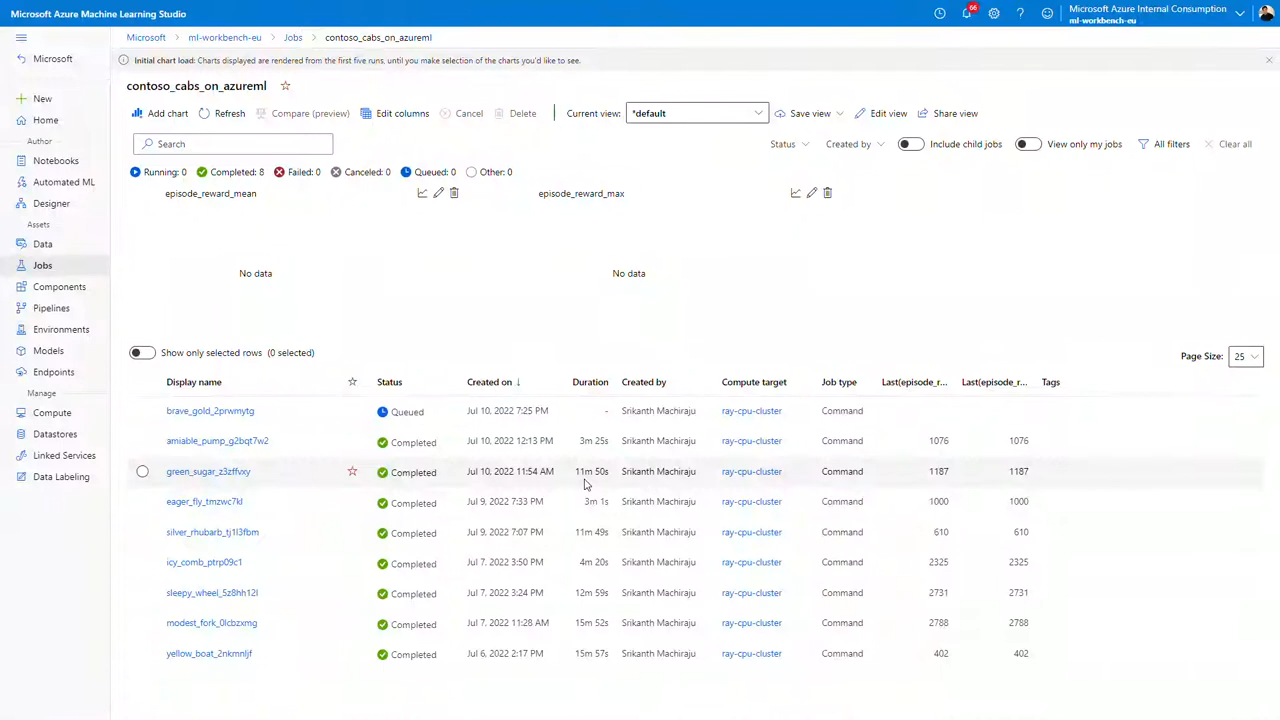 Microsoft Azure Machine Learning Studio
66
Microsoft Azure Internal Consumption
ml-workbench-eu
Microsoft > ml-workbench-eu > Jobs > contoso_cabs_on_azureml
Microsoft
Initial chart load: Charts displayed are rendered from the first five runs, until you make selection of the charts you'd like to see.
contoso_cabs_on_azureml
New
Home
Author
Notebooks
Automated ML
Designer
Assets
Data
Jobs
Components
Pipelines
Environments
Models
Endpoints
Manage
Compute
Datastores
Linked Services
Data Labeling
Add chart Refresh Compare (preview) Edit columns Cancel Delete Current view: *default Save view Edit view Share view
Search Status Created by Include child jobs View only my jobs All filters Clear all
Running: 0 Completed: 8 Failed: 0 Canceled: 0 Queued: 0 Other: 0
episode_reward_mean episode_reward_max
No data No data
Show only selected rows (0 selected) Page Size: 25
Display name Status Created on ↓ Duration Created by Compute target Job type Last(episode_r... Last(episode_r... Tags
brave_gold_2prwmytg Queued Jul 10, 2022 7:25 PM - Srikanth Machiraju ray-cpu-cluster Command
amiable_pump_g2bqt7w2 Completed Jul 10, 2022 12:13 PM 3m 25s Srikanth Machiraju ray-cpu-cluster Command 1076 1076
green_sugar_z3zffvxy Completed Jul 10, 2022 11:54 AM 11m 50s Srikanth Machiraju ray-cpu-cluster Command 1187 1187
eager_fly_tmzwc7kl Completed Jul 9, 2022 7:33 PM 3m 1s Srikanth Machiraju ray-cpu-cluster Command 1000 1000
silver_rhubarb_tj1l3fbm Completed Jul 9, 2022 7:07 PM 11m 49s Srikanth Machiraju ray-cpu-cluster Command 610 610
icy_comb_ptrp09c1 Completed Jul 7, 2022 3:50 PM 4m 20s Srikanth Machiraju ray-cpu-cluster Command 2325 2325
sleepy_wheel_5z8hh12l Completed Jul 7, 2022 3:24 PM 12m 59s Srikanth Machiraju ray-cpu-cluster Command 2731 2731
modest_fork_0lcbzxmg Completed Jul 7, 2022 11:28 AM 15m 52s Srikanth Machiraju ray-cpu-cluster Command 2788 2788
yellow_boat_2nkmnljf Completed Jul 6, 2022 2:17 PM 15m 57s Srikanth Machiraju ray-cpu-cluster Command 402 402